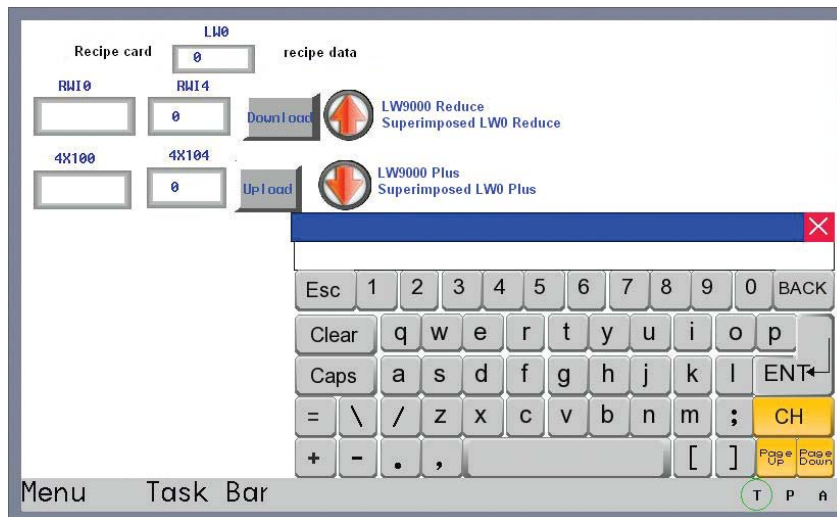 LW0
Recipe card 0 recipe data
RWI0 RWI4
0 Download LW9000 Reduce
Superimposed LW0 Reduce
4X100 4X104
0 Upload LW9000 Plus
Superimposed LW0 Plus
Esc 1 2 3 4 5 6 7 8 9 0 BACK
Clear q w e r t y u i o p
Caps a s d f g h j k l ENT
= \ / z x c v b n m ; CH
+ - . , [ ] Page Up Page Down
Menu Task Bar T P A